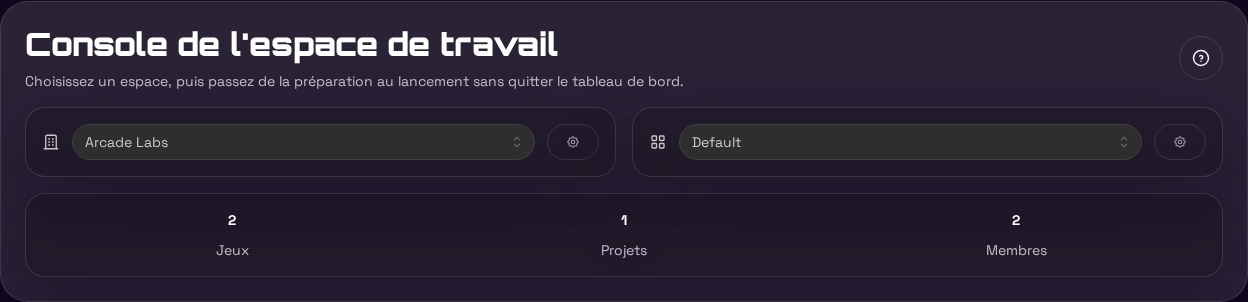 Console de l'espace de travail
Choisissez un espace, puis passez de la préparation au lancement sans quitter le tableau de bord.
Arcade Labs
Default
2
1
2
Jeux
Projets
Membres